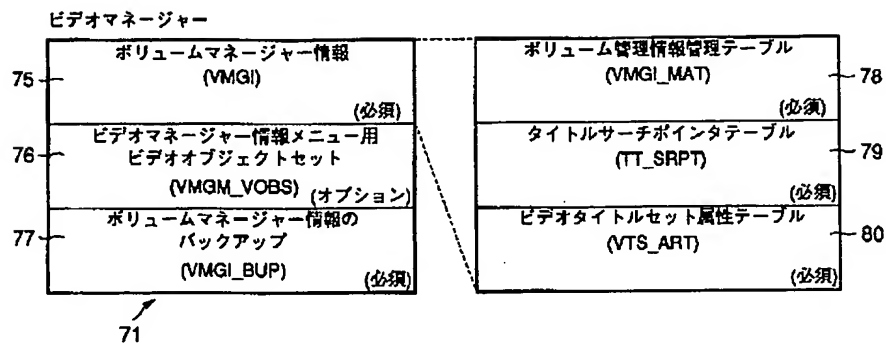 ビデオマネージャー
75
ボリュームマネージャー情報
(VMGI)
(必須)
76
ビデオマネージャー情報メニュー用
ビデオオブジェクトセット
(VMGM_VOBS)
(オプション)
77
ボリュームマネージャー情報の
バックアップ
(VMGI_BUP)
(必須)
71
ボリューム管理情報管理テーブル
(VMGI_MAT)
(必須)
78
タイトルサーチポインタテーブル
(TT_SRPT)
(必須)
79
ビデオタイトルセット属性テーブル
(VTS_ART)
(必須)
80